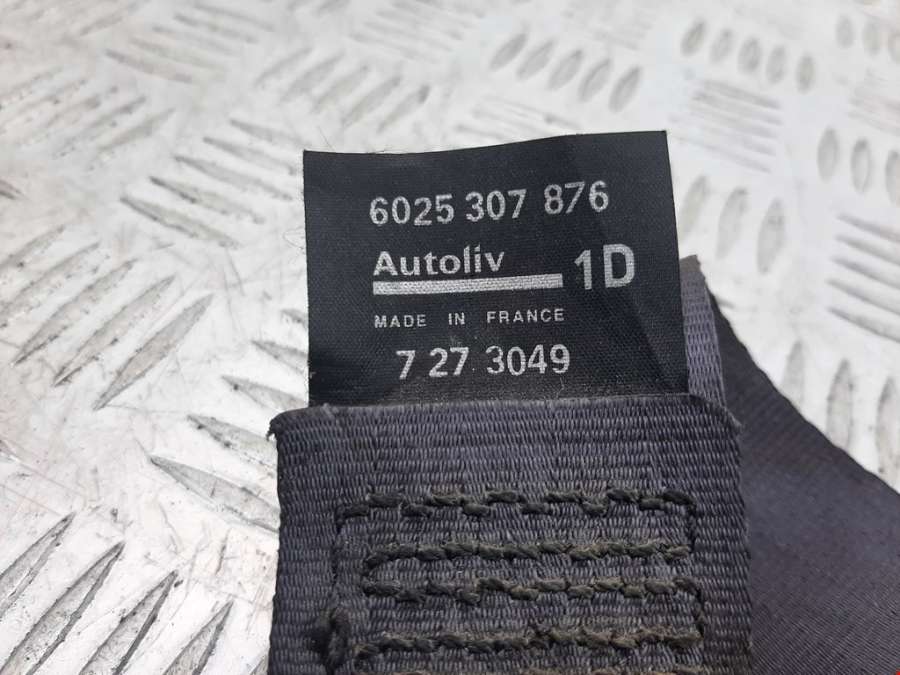 6025 307 876
Autoliv 1D
MADE IN FRANCE
7 27 3049